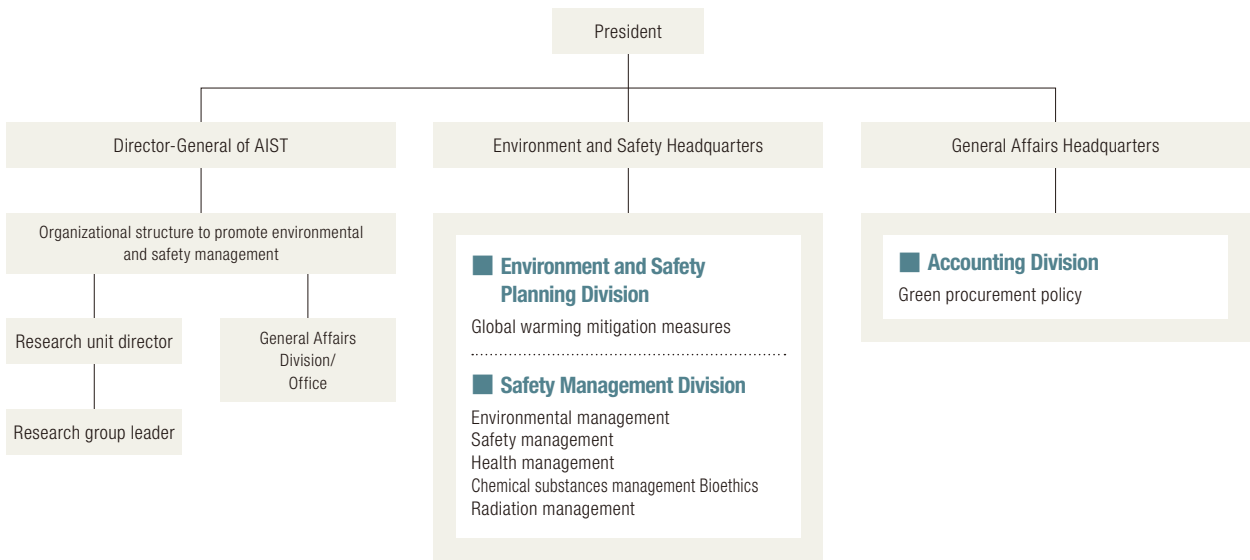 President
Director-General of AIST
Environment and Safety Headquarters
General Affairs Headquarters
Organizational structure to promote environmental
and safety management
Research unit director
General Affairs
Division/
Office
Research group leader
Environment and Safety
Planning Division
Global warming mitigation measures
Safety Management Division
Environmental management
Safety management
Health management
Chemical substances management Bioethics
Radiation management
Accounting Division
Green procurement policy